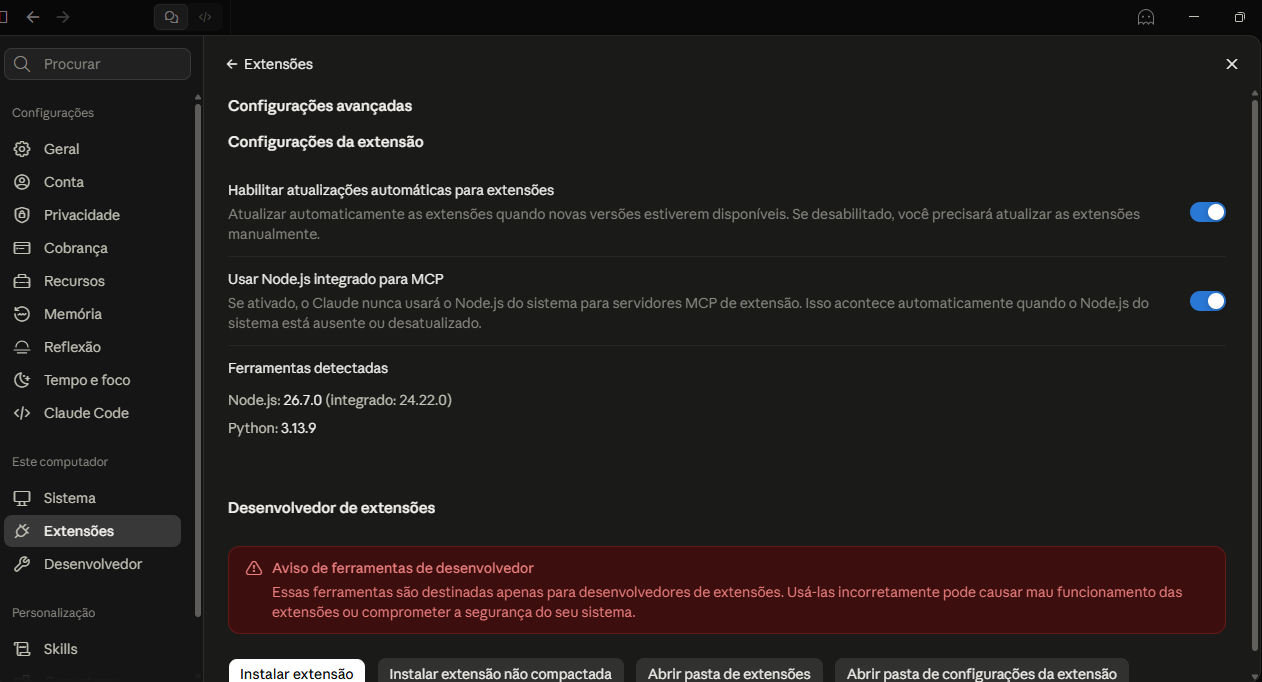 Procurar
Configurações
Geral
Conta
Privacidade
Cobrança
Recursos
Memória
Reflexão
Tempo e foco
Claude Code
Este computador
Sistema
Extensões
Desenvolvedor
Personalização
Skills
Extensões
Configurações avançadas
Configurações da extensão
Habilitar atualizações automáticas para extensões
Atualizar automaticamente as extensões quando novas versões estiverem disponíveis. Se desabilitado, você precisará atualizar as extensões
manualmente.
Usar Node.js integrado para MCP
Se ativado, o Claude nunca usará o Node.js do sistema para servidores MCP de extensão. Isso acontece automaticamente quando o Node.js do
sistema está ausente ou desatualizado.
Ferramentas detectadas
Node.js: 26.7.0 (integrado: 24.22.0)
Python: 3.13.9
Desenvolvedor de extensões
Aviso de ferramentas de desenvolvedor
Essas ferramentas são destinadas apenas para desenvolvedores de extensões. Usá-las incorretamente pode causar mau funcionamento das
extensões ou comprometer a segurança do seu sistema.
Instalar extensão
Instalar extensão não compactada
Abrir pasta de extensões
Abrir pasta de configurações da extensão